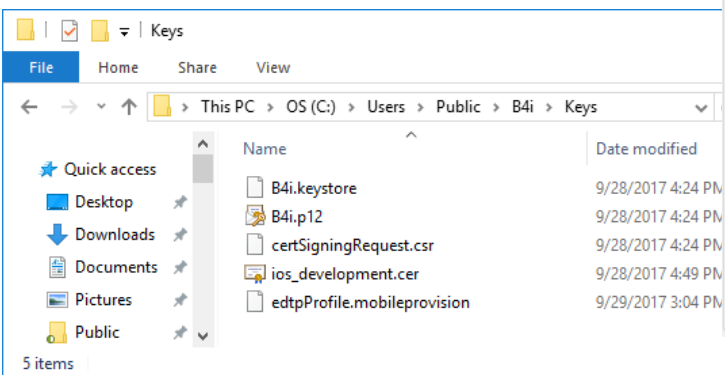 Keys
File Home Share View
This PC > OS (C:) > Users > Public > B4i > Keys
Name Date modified
Quick access
Desktop
Downloads
Documents
Pictures
Public
B4i.keystore 9/28/2017 4:24 PM
B4i.p12 9/28/2017 4:24 PM
certSigningRequest.csr 9/28/2017 4:24 PM
ios_development.cer 9/28/2017 4:49 PM
edtpProfile.mobileprovision 9/29/2017 3:04 PM
5 items